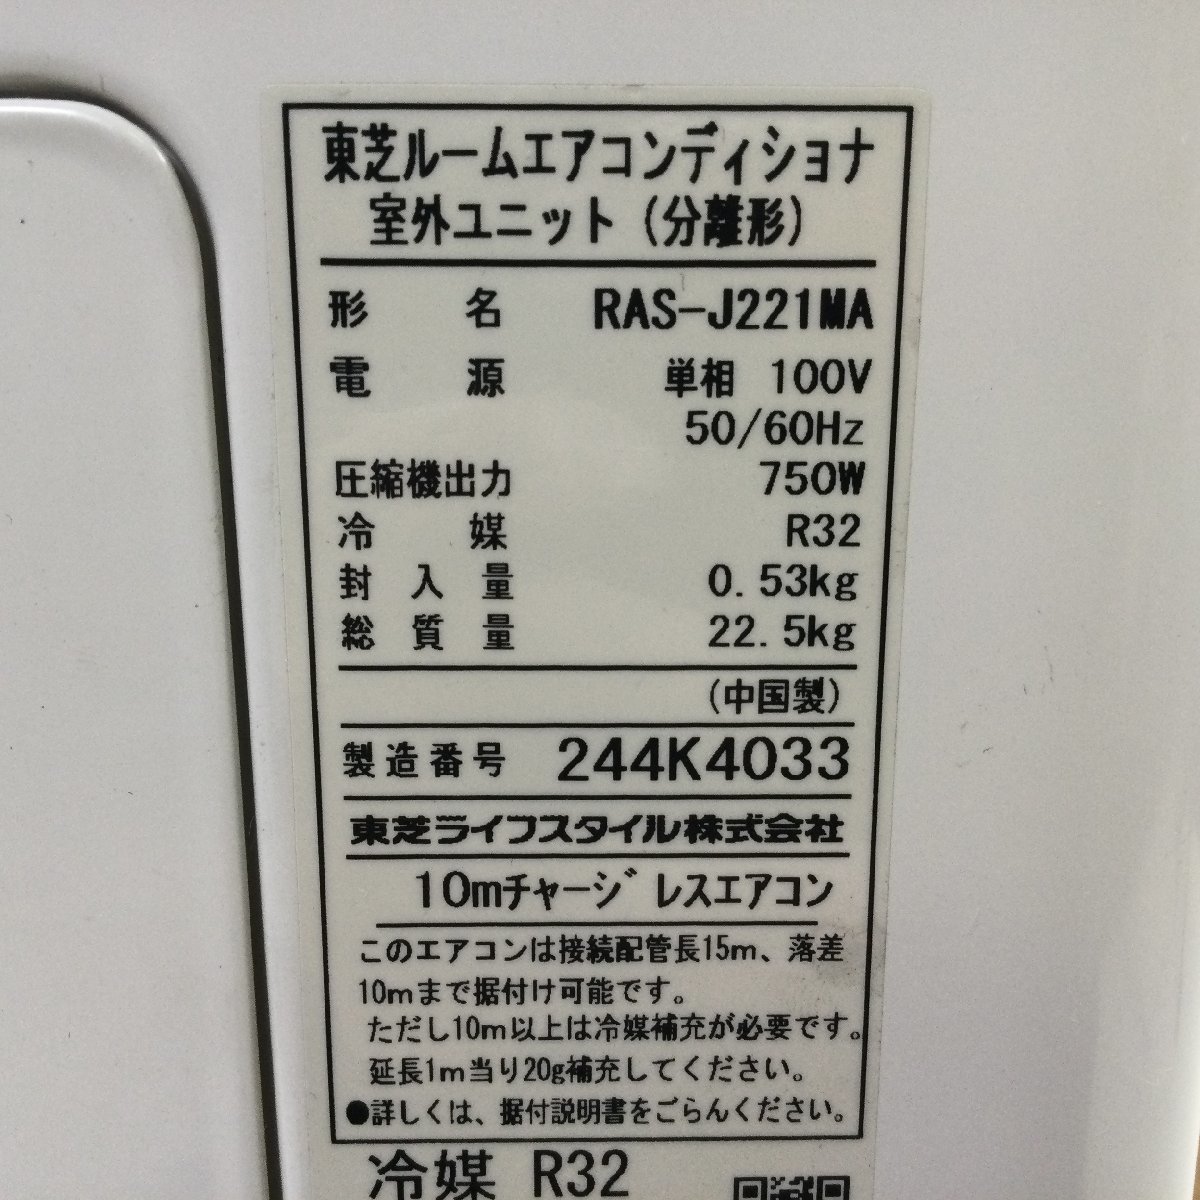 東芝ルームエアコンディショナ
室外ユニット(分離形)
形名 RAS-J221MA
電源 単相 100V
50/60Hz
圧縮機出力 750W
冷媒 R32
封入量 0.53kg
総質量 22.5kg
(中国製)
製造番号 244K4033
東芝ライフスタイル株式会社
10mチャージレスエアコン
このエアコンは接続配管長15m、落差
10mまで据付け可能です。
ただし10m以上は冷媒補充が必要です。
延長1m当り20g補充してください。
●詳しくは、据付説明書をごらんください。
冷媒 R32